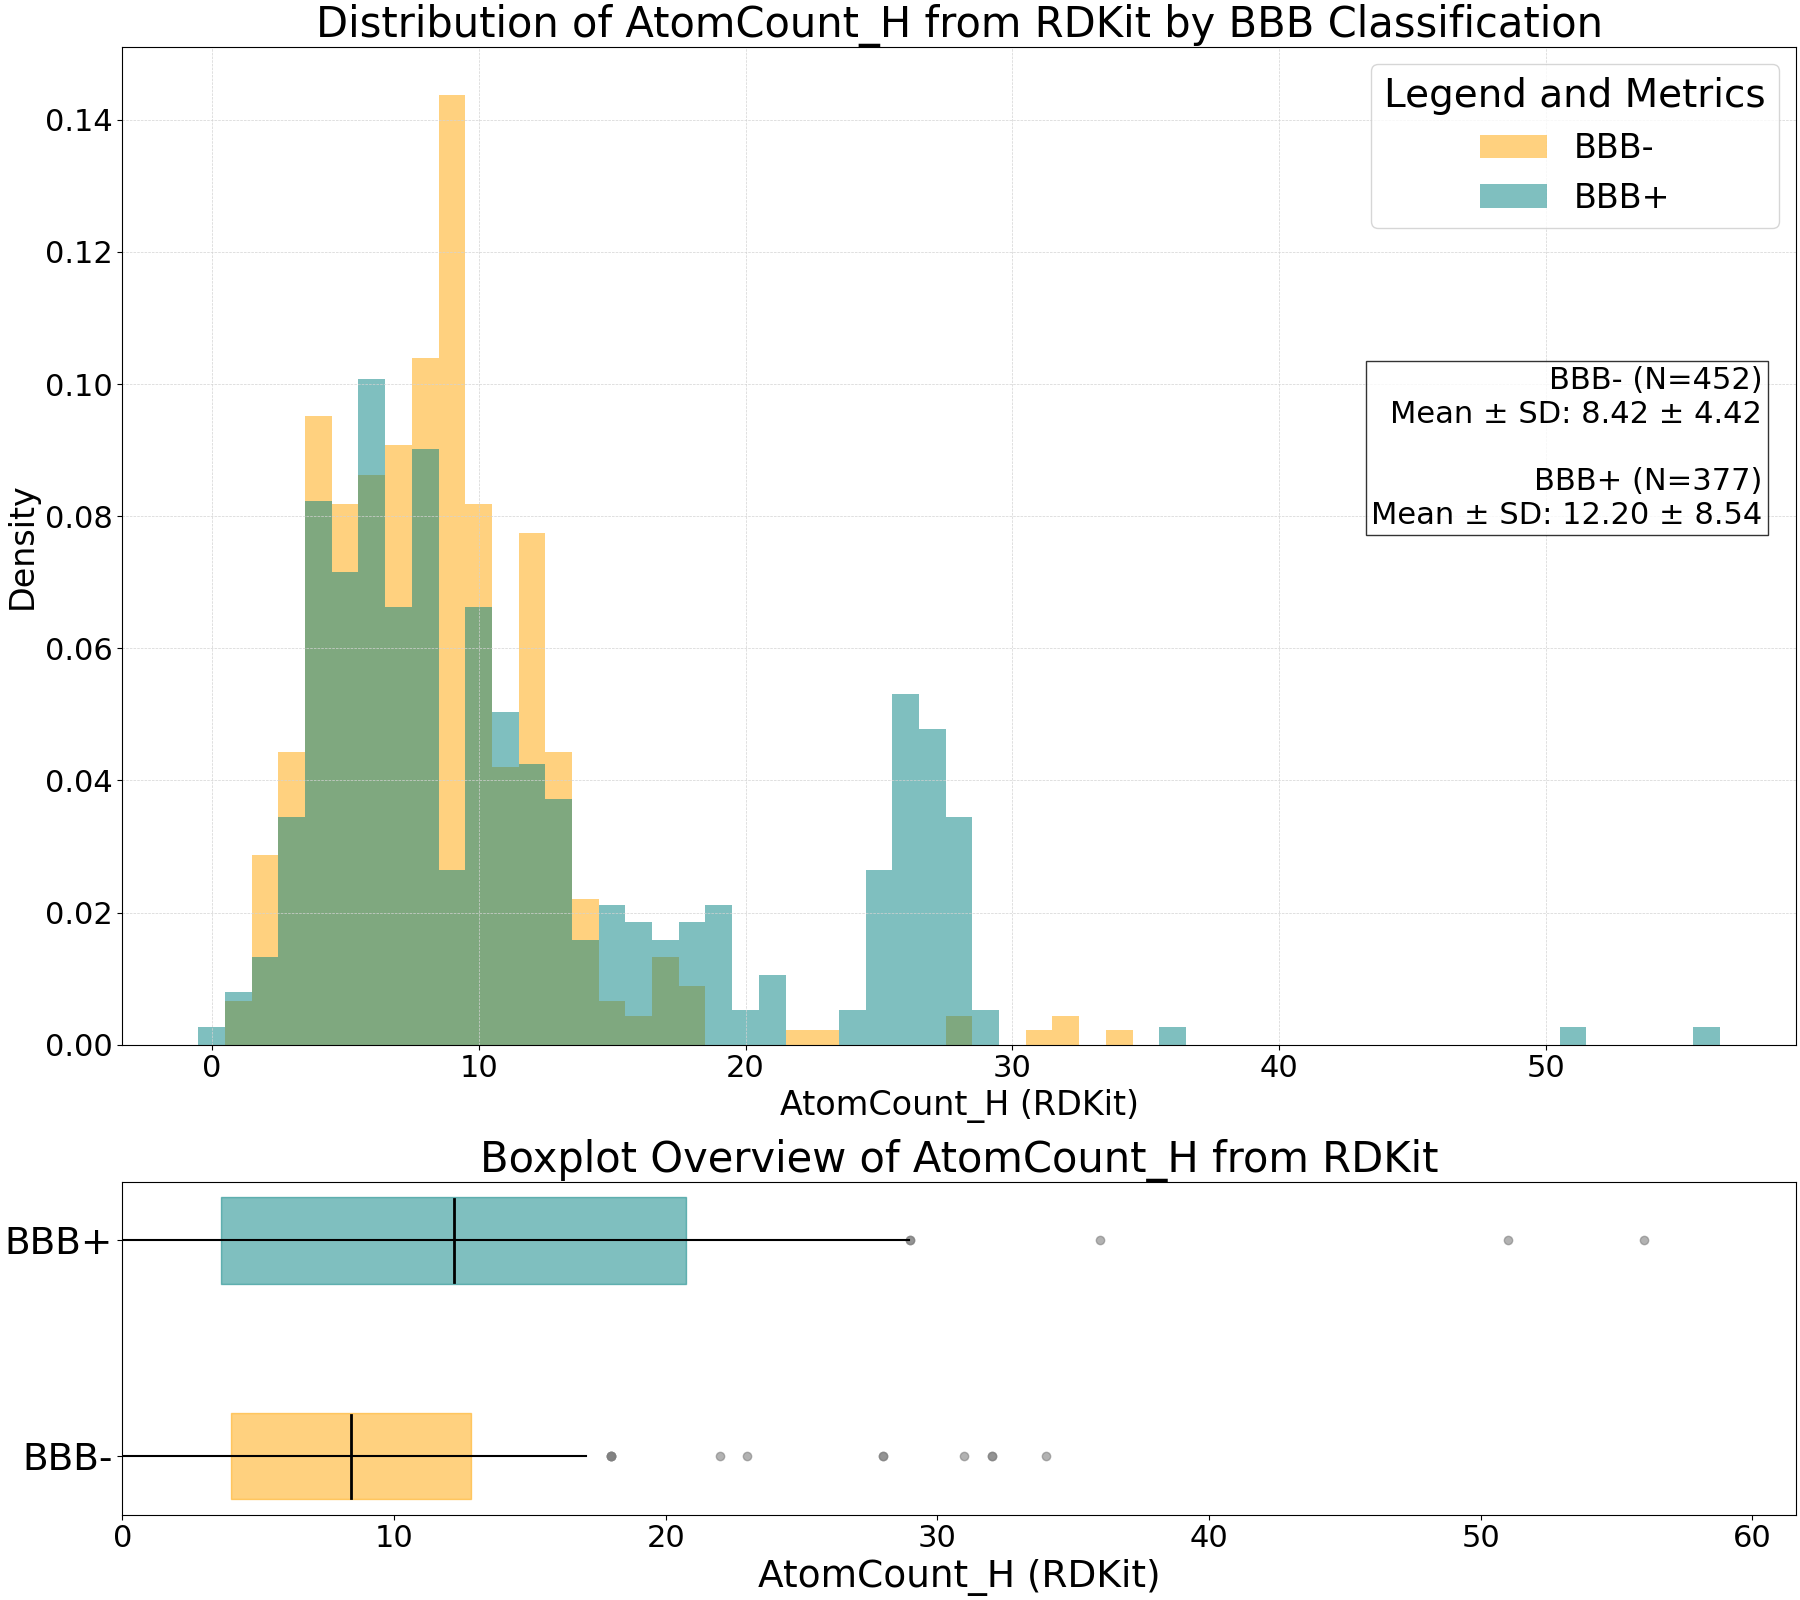 Distribution of AtomCount_H from RDKit by BBB Classification
Legend and Metrics
BBB-
BBB+
BBB- (N=452)
Mean ± SD: 8.42 ± 4.42
BBB+ (N=377)
Mean ± SD: 12.20 ± 8.54
Density
0.14
0.12
0.10
0.08
0.06
0.04
0.02
0.00
0 10 20 30 40 50
AtomCount_H (RDKit)
Boxplot Overview of AtomCount_H from RDKit
BBB+
BBB-
0 10 20 30 40 50 60
AtomCount_H (RDKit)